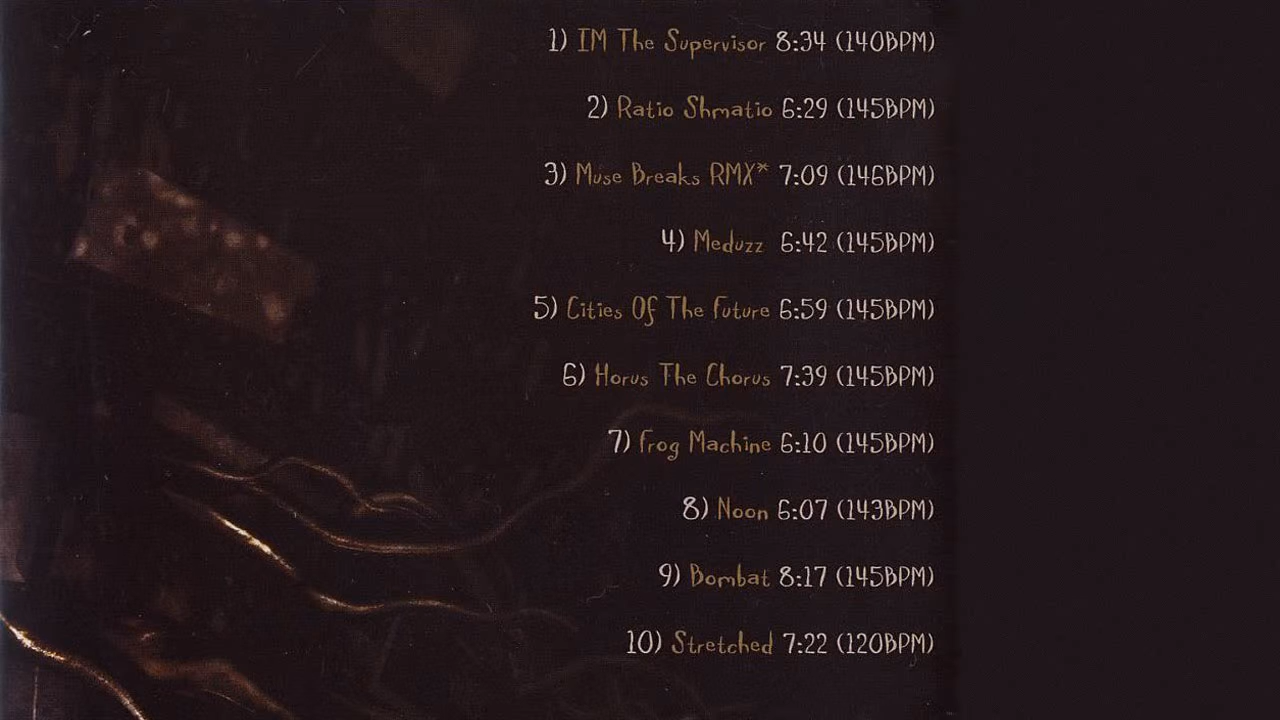 1) IM The Supervisor 8:34 (140BPM)
2) Ratio Shmatio 6:29 (145BPM)
3) Muse Breaks RMX* 7:09 (146BPM)
4) Meduzz 6:42 (145BPM)
5) Cities Of The Future 6:59 (145BPM)
6) Horus The Chorus 7:39 (145BPM)
7) Frog Machine 6:10 (145BPM)
8) Noon 6:07 (143BPM)
9) Bombat 8:17 (145BPM)
10) Stretched 7:22 (120BPM)